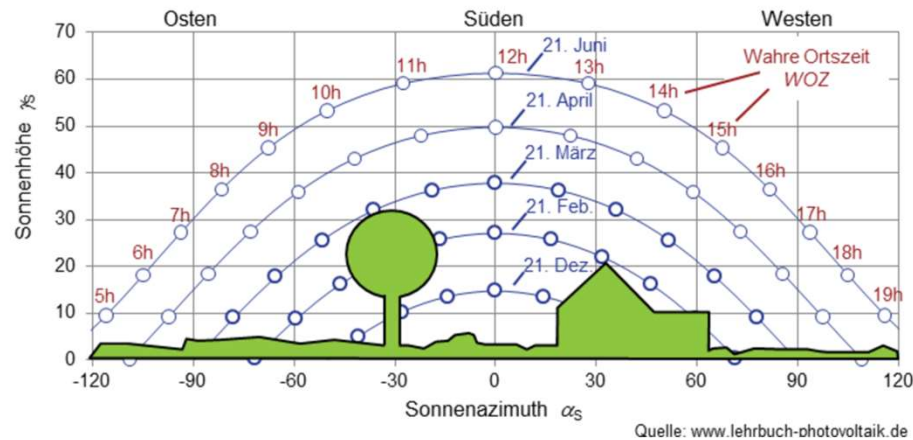 Osten Süden Westen
70
60
50
40
30
20
10
0
Sonnenhöhe γS
5h
6h
7h
8h
9h
10h
11h
12h
13h
14h
15h
16h
17h
18h
19h
21. Juni
21. April
21. März
21. Feb.
21. Dez.
Wahre Ortszeit
WOZ
-120 -90 -60 -30 0 30 60 90 120
Sonnenazimuth αS
Quelle: www.lehrbuch-photovoltaik.de